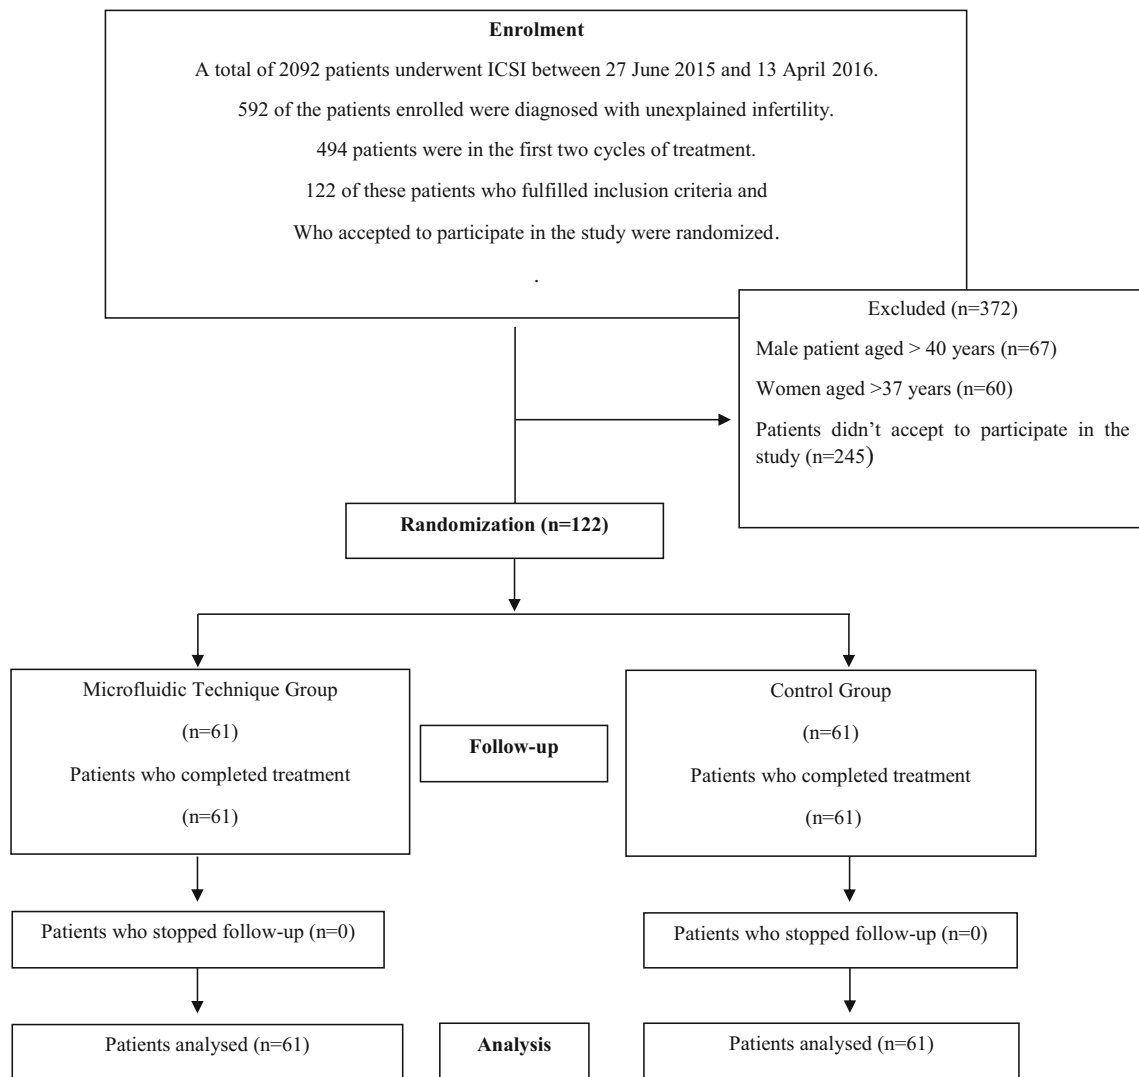 Enrolment
A total of 2092 patients underwent ICSI between 27 June 2015 and 13 April 2016.
592 of the patients enrolled were diagnosed with unexplained infertility.
494 patients were in the first two cycles of treatment.
122 of these patients who fulfilled inclusion criteria and
Who accepted to participate in the study were randomized.
.
Excluded (n=372)
Male patient aged > 40 years (n=67)
Women aged >37 years (n=60)
Patients didn't accept to participate in the
study (n=245)
Randomization (n=122)
Microfluidic Technique Group
(n=61)
Patients who completed treatment
(n=61)
Follow-up
Control Group
(n=61)
Patients who completed treatment
(n=61)
Patients who stopped follow-up (n=0)
Patients who stopped follow-up (n=0)
Patients analysed (n=61)
Analysis
Patients analysed (n=61)